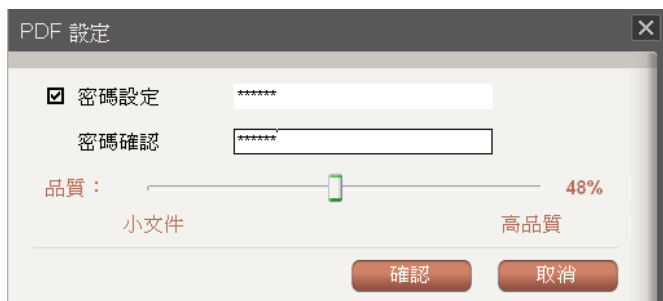 PDF 設定
密碼設定 ******
密碼確認 ******
品質： 48%
小文件 高品質
確認 取消